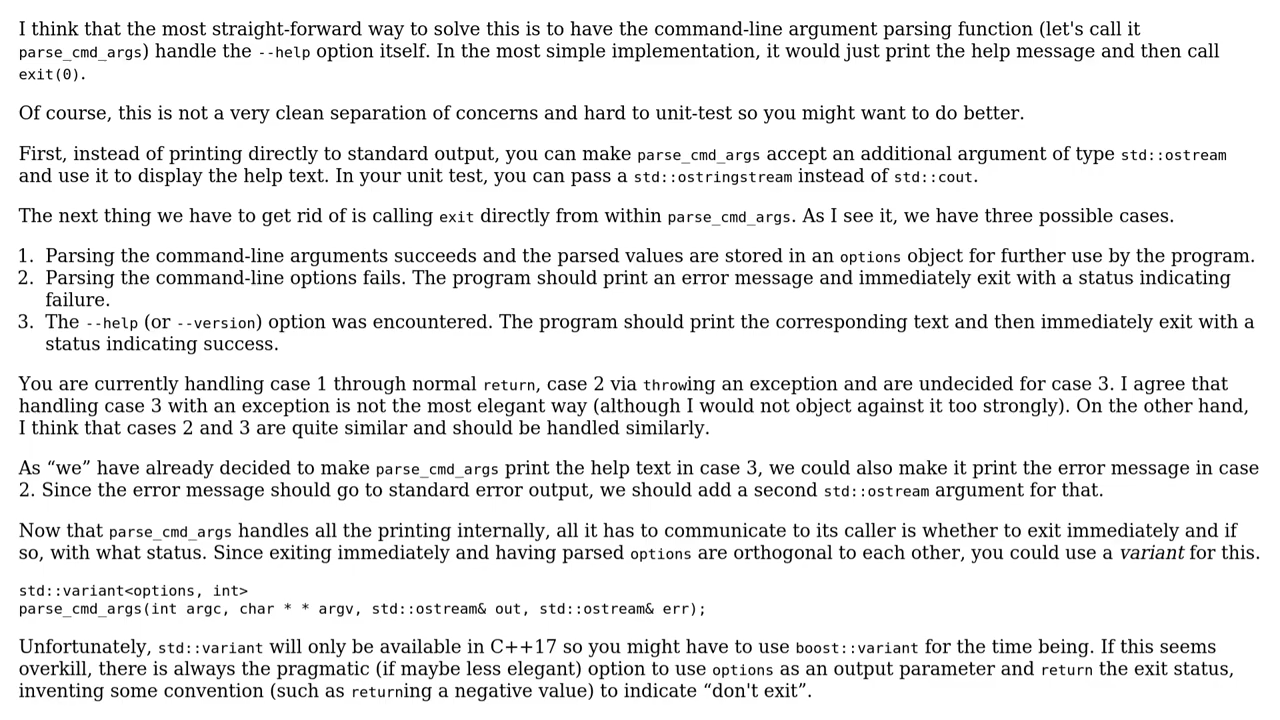 I think that the most straight-forward way to solve this is to have the command-line argument parsing function (let's call it
parse_cmd_args) handle the --help option itself. In the most simple implementation, it would just print the help message and then call
exit(0).
Of course, this is not a very clean separation of concerns and hard to unit-test so you might want to do better.
First, instead of printing directly to standard output, you can make parse_cmd_args accept an additional argument of type std::ostream
and use it to display the help text. In your unit test, you can pass a std::ostringstream instead of std::cout.
The next thing we have to get rid of is calling exit directly from within parse_cmd_args. As I see it, we have three possible cases.
1. Parsing the command-line arguments succeeds and the parsed values are stored in an options object for further use by the program.
2. Parsing the command-line options fails. The program should print an error message and immediately exit with a status indicating
failure.
3. The --help (or --version) option was encountered. The program should print the corresponding text and then immediately exit with a
status indicating success.
You are currently handling case 1 through normal return, case 2 via throwing an exception and are undecided for case 3. I agree that
handling case 3 with an exception is not the most elegant way (although I would not object against it too strongly). On the other hand,
I think that cases 2 and 3 are quite similar and should be handled similarly.
As “we” have already decided to make parse_cmd_args print the help text in case 3, we could also make it print the error message in case
2. Since the error message should go to standard error output, we should add a second std::ostream argument for that.
Now that parse_cmd_args handles all the printing internally, all it has to communicate to its caller is whether to exit immediately and if
so, with what status. Since exiting immediately and having parsed options are orthogonal to each other, you could use a variant for this.
std::variant<options, int>
parse_cmd_args(int argc, char * * argv, std::ostream& out, std::ostream& err);
Unfortunately, std::variant will only be available in C++17 so you might have to use boost::variant for the time being. If this seems
overkill, there is always the pragmatic (if maybe less elegant) option to use options as an output parameter and return the exit status,
inventing some convention (such as returning a negative value) to indicate “don't exit”.